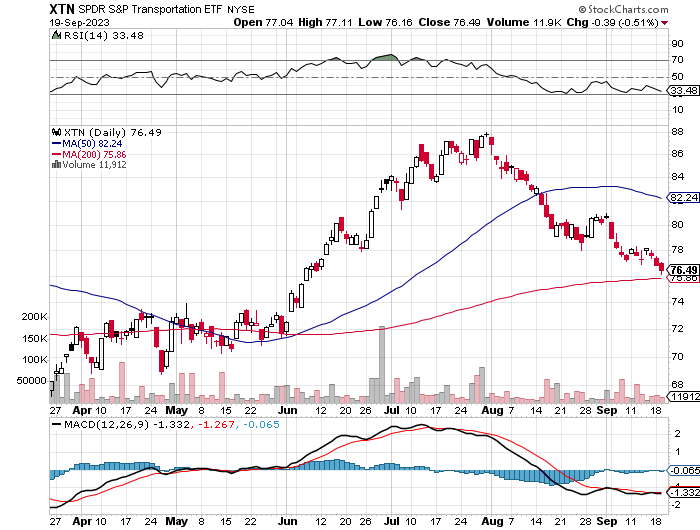 XTN SPDR S&P Transportation ETF NYSE
© StockCharts.com
19-Sep-2023
Open 77.04 High 77.11 Low 76.16 Close 76.49 Volume 11.9K Chg -0.39 (-0.51%)
RSI(14) 33.48
90
70
50
33.48
30
10
XTN (Daily) 76.49
MA(50) 82.24
MA(200) 75.86
Volume 11,912
88
86
84
82.24
80
78
76.49
75.86
74
72
70
68
200K
150K
100K
50000
11912
27 Apr 10 17 24 May 8 15 22 Jun 12 20 26 Jul 10 17 24 Aug 7 14 21 28 Sep 11 18
MACD(12,26,9) -1.332, -1.267, -0.065
2
1
-0.065
-1.332
-2
27 Apr 10 17 24 May 8 15 22 Jun 12 20 26 Jul 10 17 24 Aug 7 14 21 28 Sep 11 18